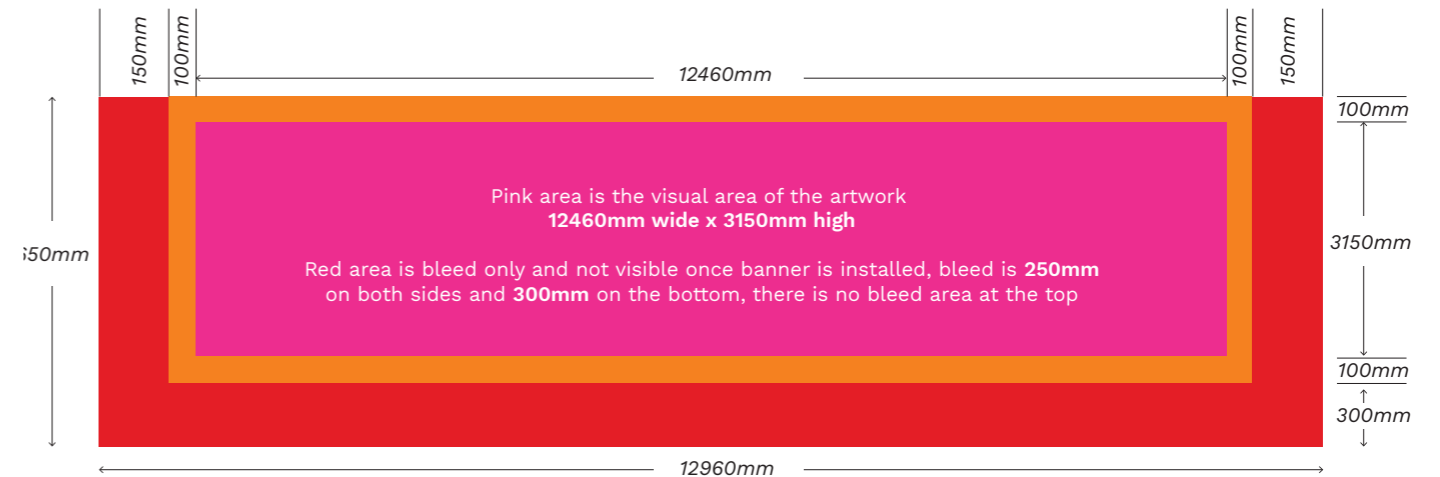 150mm
100mm
12460mm
100mm
150mm
100mm
Pink area is the visual area of the artwork
12460mm wide x 3150mm high
3150mm
650mm
Red area is bleed only and not visible once banner is installed, bleed is 250mm
on both sides and 300mm on the bottom, there is no bleed area at the top
100mm
300mm
12960mm